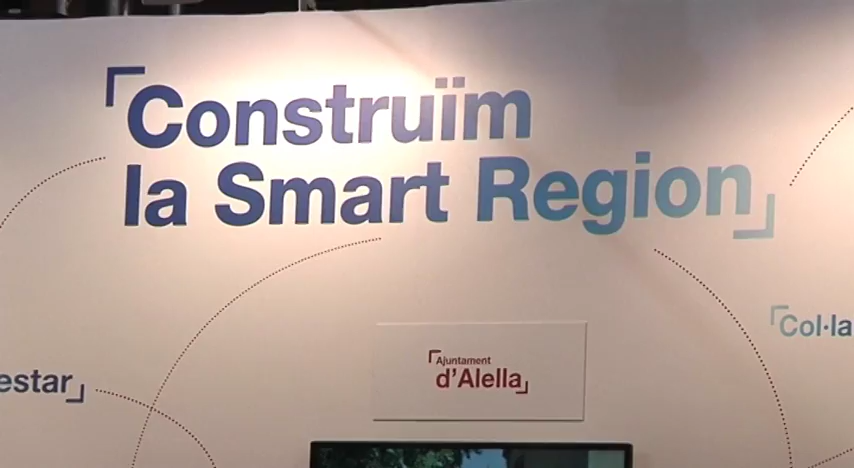 Construïm
la Smart Region
Col·la
estar
Ajuntament
d'Alella